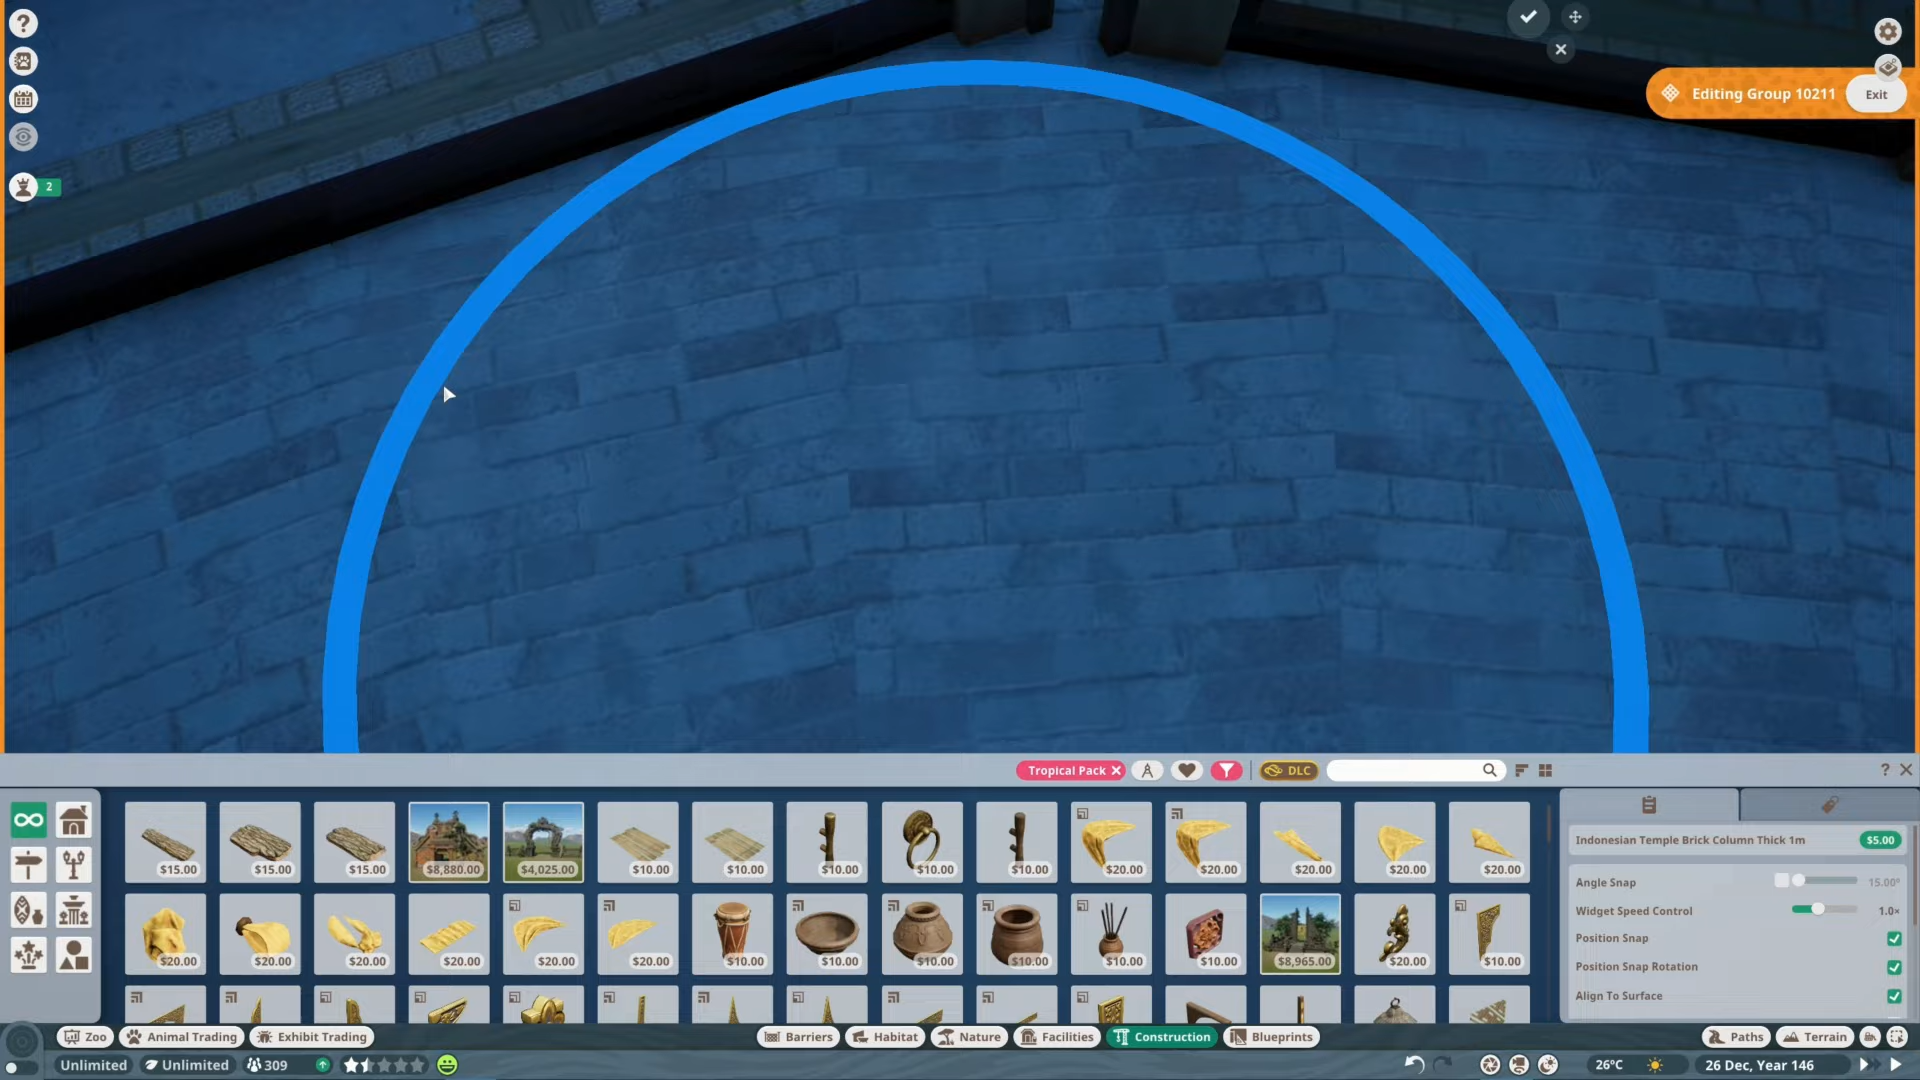 Editing Group 10211
Exit
2
Tropical Pack
DLC
?
$15.00
$15.00
$15.00
$8,880.00
$4,025.00
$10.00
$10.00
$10.00
$10.00
$10.00
$20.00
$20.00
$20.00
$20.00
$20.00
$20.00
$20.00
$20.00
$20.00
$20.00
$20.00
$10.00
$10.00
$10.00
$10.00
$10.00
$10.00
$8,965.00
$20.00
$10.00
Indonesian Temple Brick Column Thick 1m
$5.00
Angle Snap
15.00°
Widget Speed Control
1.0×
Position Snap
Position Snap Rotation
Align To Surface
Zoo
Animal Trading
Exhibit Trading
Barriers
Habitat
Nature
Facilities
Construction
Blueprints
Paths
Terrain
Unlimited
Unlimited
309
26°C
26 Dec, Year 146